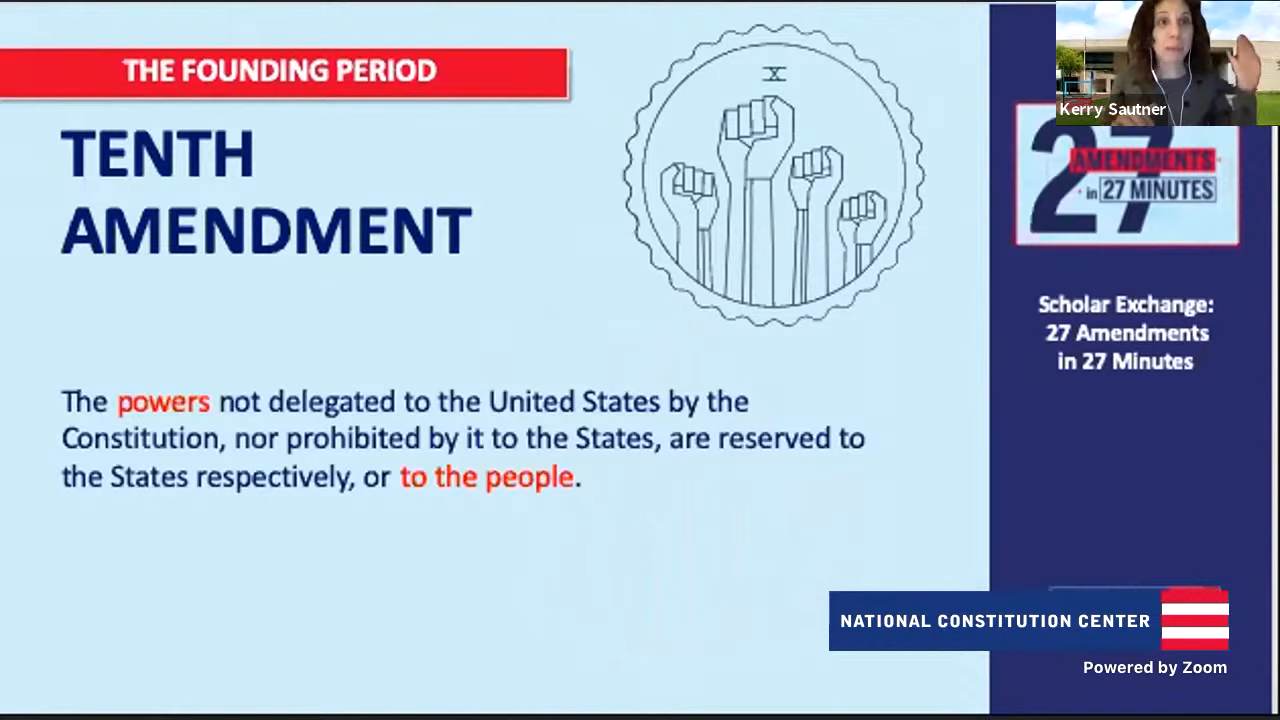 THE FOUNDING PERIOD
TENTH
AMENDMENT
X
The powers not delegated to the United States by the
Constitution, nor prohibited by it to the States, are reserved to
the States respectively, or to the people.
Kerry Sautner
27
AMENDMENTS
in 27 MINUTES
Scholar Exchange:
27 Amendments
in 27 Minutes
NATIONAL CONSTITUTION CENTER
Powered by Zoom